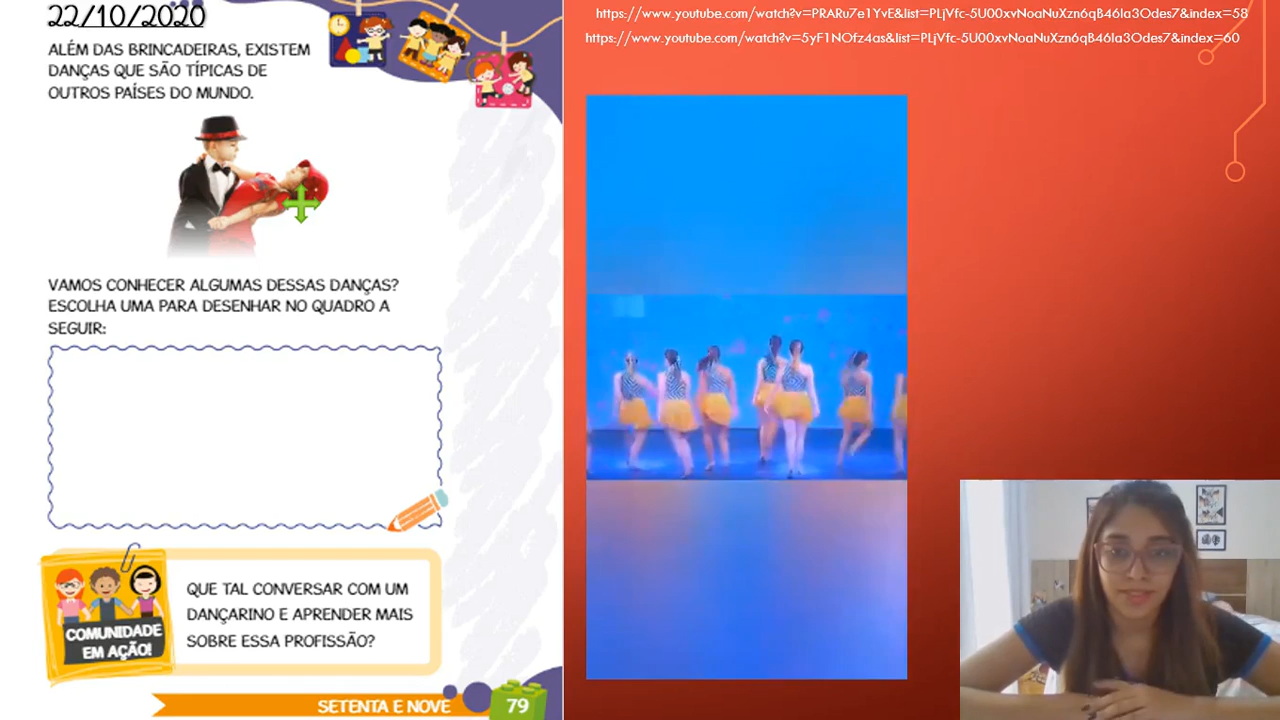 22/10/2020
ALÉM DAS BRINCADEIRAS, EXISTEM
DANÇAS QUE SÃO TÍPICAS DE
OUTROS PAÍSES DO MUNDO.
VAMOS CONHECER ALGUMAS DESSAS DANÇAS?
ESCOLHA UMA PARA DESENHAR NO QUADRO A
SEGUIR:
COMUNIDADE
EM AÇÃO!
QUE TAL CONVERSAR COM UM
DANÇARINO E APRENDER MAIS
SOBRE ESSA PROFISSÃO?
SETENTA E NOVE
79
https://www.youtube.com/watch?v=PRARu7e1YvE&list=PLjVfc-5U00xvNoaNuXzn6qB46la3Odes7&index=58
https://www.youtube.com/watch?v=5yF1NOfz4as&list=PLjVfc-5U00xvNoaNuXzn6qB46la3Odes7&index=60